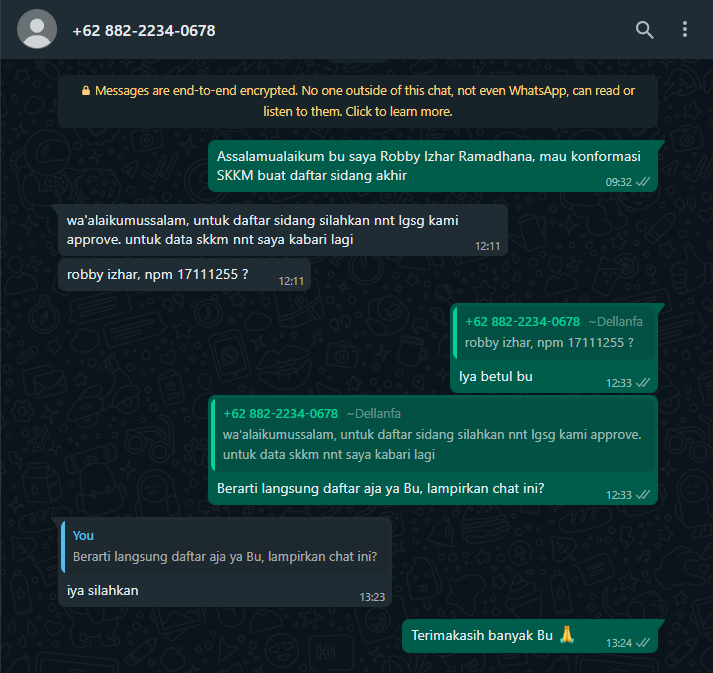 +62 882-2234-0678
Messages are end-to-end encrypted. No one outside of this chat, not even WhatsApp, can read or
listen to them. Click to learn more.
Assalamualaikum bu saya Robby Izhar Ramadhana, mau konformasi
SKKM buat daftar sidang akhir
09:32
wa'alaikumussalam, untuk daftar sidang silahkan nnt lgsg kami
approve. untuk data skkm nnt saya kabari lagi
12:11
robby izhar, npm 17111255 ?
12:11
+62 882-2234-0678 ~Dellanfa
robby izhar, npm 17111255 ?
Iya betul bu
12:33
+62 882-2234-0678 ~Dellanfa
wa'alaikumussalam, untuk daftar sidang silahkan nnt lgsg kami approve.
untuk data skkm nnt saya kabari lagi
Berarti langsung daftar aja ya Bu, lampirkan chat ini?
12:33
You
Berarti langsung daftar aja ya Bu, lampirkan chat ini?
iya silahkan
13:23
Terimakasih banyak Bu 🙏
13:24